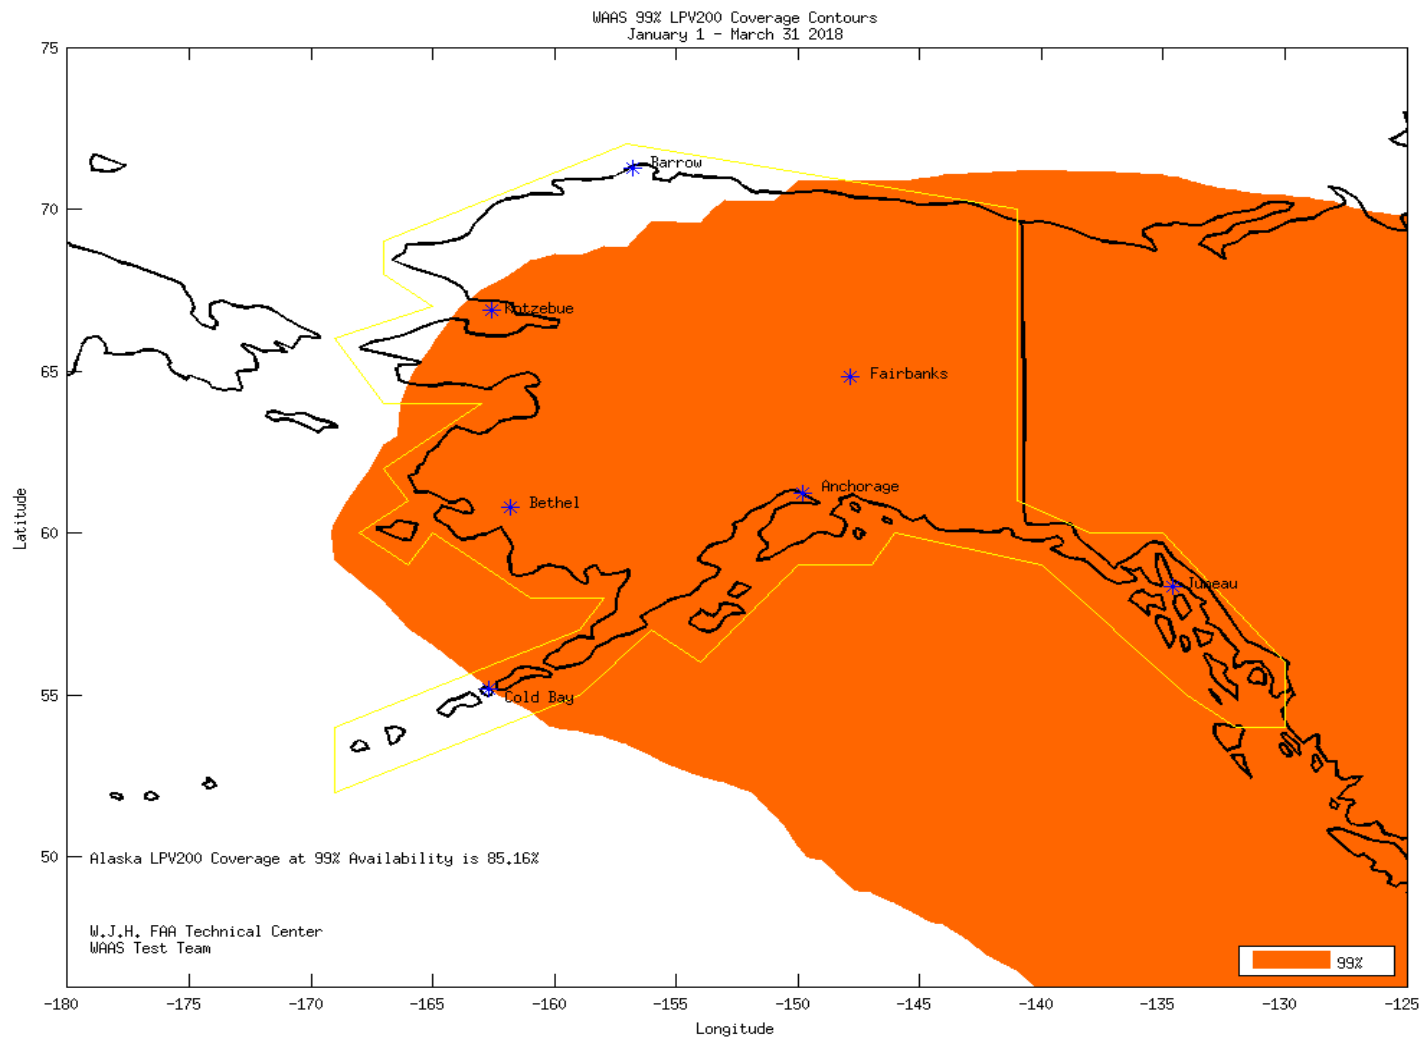 WAAS 99% LPV200 Coverage Contours
January 1 - March 31 2018
75
70
65
60
55
50
Latitude
Barrow
Kotzebue
Fairbanks
Anchorage
Bethel
Juneau
Cold Bay
Alaska LPV200 Coverage at 99% Availability is 85.16%
W.J.H. FAA Technical Center
WAAS Test Team
99%
-180 -175 -170 -165 -160 -155 -150 -145 -140 -135 -130 -125
Longitude